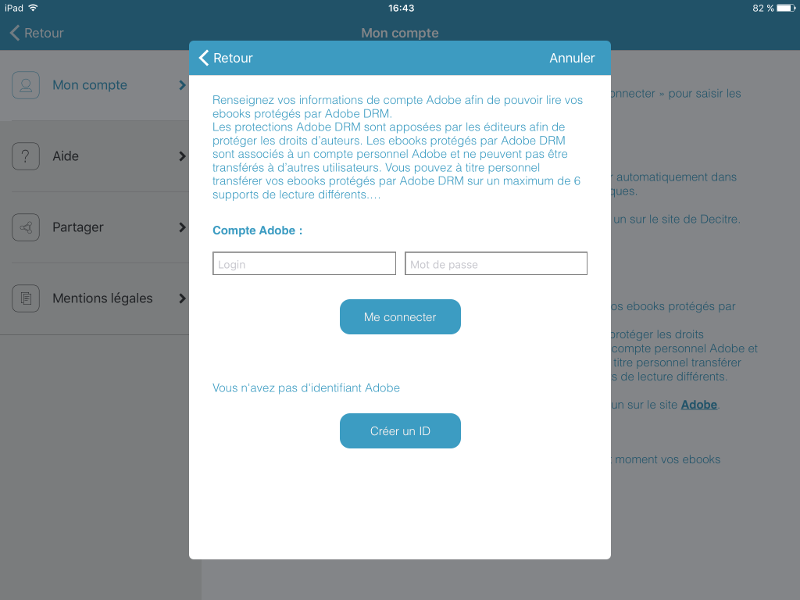 iPad 16:43 82 %
Retour Mon compte
Retour Annuler
Mon compte
Aide
Partager
Mentions légales
Renseignez vos informations de compte Adobe afin de pouvoir lire vos
ebooks protégés par Adobe DRM.
Les protections Adobe DRM sont apposées par les éditeurs afin de
protéger les droits d'auteurs. Les ebooks protégés par Adobe DRM
sont associés à un compte personnel Adobe et ne peuvent pas être
transférés à d'autres utilisateurs. Vous pouvez à titre personnel
transférer vos ebooks protégés par Adobe DRM sur un maximum de 6
supports de lecture différents....
Compte Adobe :
Login Mot de passe
Me connecter
Vous n'avez pas d'identifiant Adobe
Créer un ID
» pour saisir les
automatiquement dans
un sur le site de Decitre.
ebooks protégés par
protéger les droits
compte personnel Adobe et
titre personnel transférer
de lecture différents.
un sur le site Adobe.
moment vos ebooks